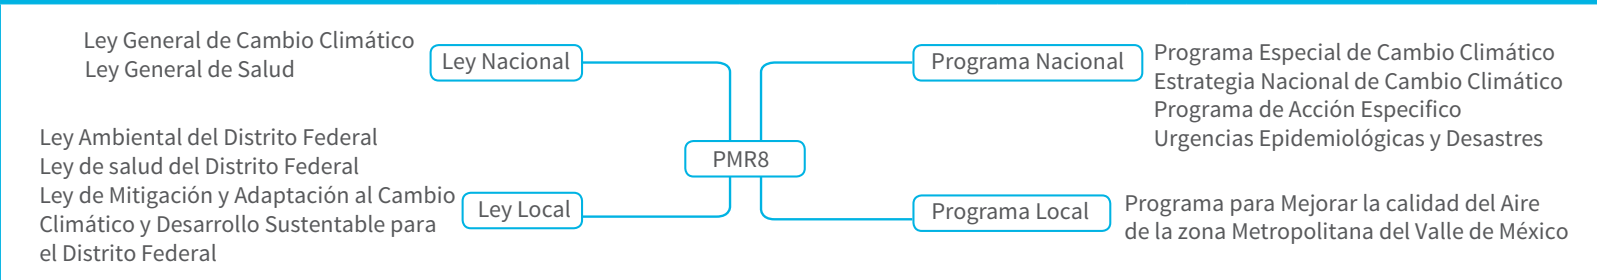 Ley General de Cambio Climático
Ley General de Salud
Ley Nacional
Ley Ambiental del Distrito Federal
Ley de salud del Distrito Federal
Ley de Mitigación y Adaptación al Cambio
Climático y Desarrollo Sustentable para
el Distrito Federal
Ley Local
PMR8
Programa Nacional
Programa Especial de Cambio Climático
Estrategia Nacional de Cambio Climático
Programa de Acción Especifico
Urgencias Epidemiológicas y Desastres
Programa Local
Programa para Mejorar la calidad del Aire
de la zona Metropolitana del Valle de México